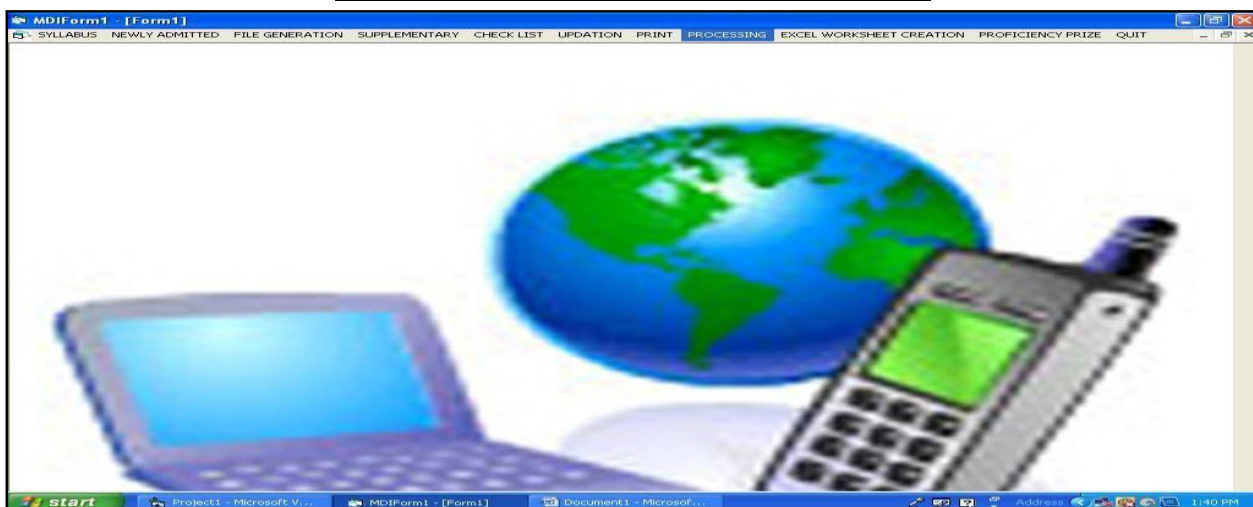 MDIForm1 - [Form1]
SYLLABUS NEWLY ADMITTED FILE GENERATION SUPPLEMENTARY CHECK LIST UPDATION PRINT PROCESSING EXCEL WORKSHEET CREATION PROFICIENCY PRIZE QUIT
start Project1 - Microsoft V... MDIForm1 - [Form1] Document1 - Microsof... Address 1:40 PM